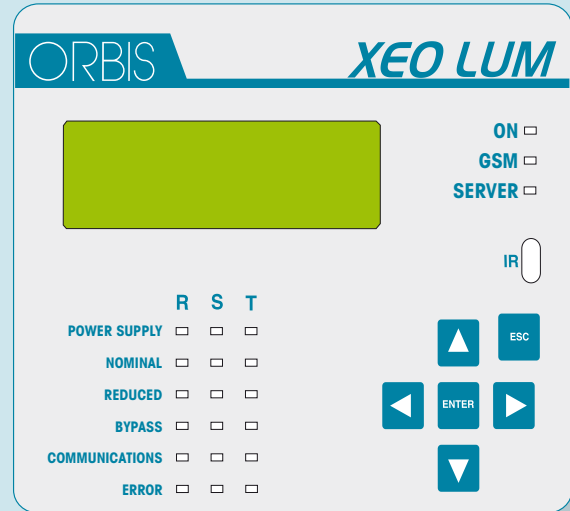 ORBIS XEO LUM
ON
GSM
SERVER
IR
R S T
POWER SUPPLY
NOMINAL
REDUCED
BYPASS
COMMUNICATIONS
ERROR
ESC
ENTER